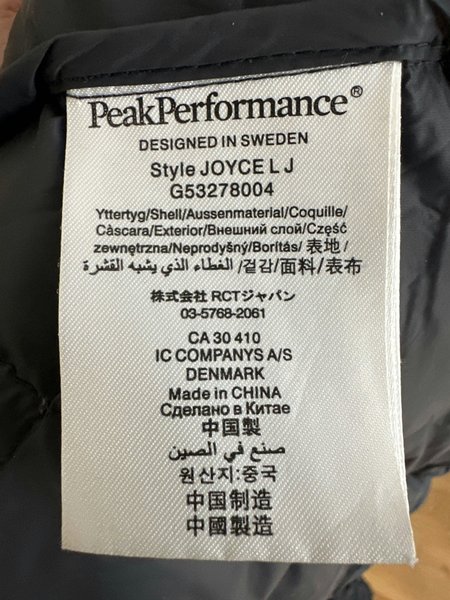 PeakPerformance®
DESIGNED IN SWEDEN
Style JOYCE L J
G53278004
Yttertyg/Shell/Aussenmaterial/Coquille/
Càscara/Exterior/Внешний слой/Część
zewnętrzna/Neprodyšný/Borítás/ 表地 /
الغطاء الذي يشبه القشرة /겉감/面料/表布
株式会社 RCTジャパン
03-5768-2061
CA 30 410
IC COMPANYS A/S
DENMARK
Made in CHINA
Сделано в Китае
中国製
صنع في الصين
원산지:중국
中国制造
中國製造